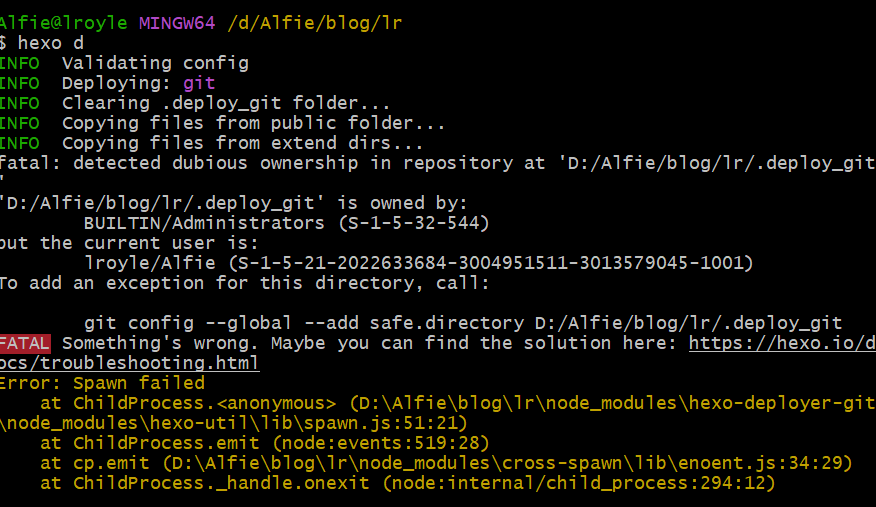 Alfie@lroyle MINGW64 /d/Alfie/blog/lr
$ hexo d
INFO  Validating config
INFO  Deploying: git
INFO  Clearing .deploy_git folder...
INFO  Copying files from public folder...
INFO  Copying files from extend dirs...
fatal: detected dubious ownership in repository at 'D:/Alfie/blog/lr/.deploy_git
'
'D:/Alfie/blog/lr/.deploy_git' is owned by:
        BUILTIN/Administrators (S-1-5-32-544)
but the current user is:
        lroyle/Alfie (S-1-5-21-2022633684-3004951511-3013579045-1001)
To add an exception for this directory, call:

        git config --global --add safe.directory D:/Alfie/blog/lr/.deploy_git
FATAL Something's wrong. Maybe you can find the solution here: https://hexo.io/d
ocs/troubleshooting.html
Error: Spawn failed
    at ChildProcess.<anonymous> (D:\Alfie\blog\lr\node_modules\hexo-deployer-git
\node_modules\hexo-util\lib\spawn.js:51:21)
    at ChildProcess.emit (node:events:519:28)
    at cp.emit (D:\Alfie\blog\lr\node_modules\cross-spawn\lib\enoent.js:34:29)
    at ChildProcess._handle.onexit (node:internal/child_process:294:12)